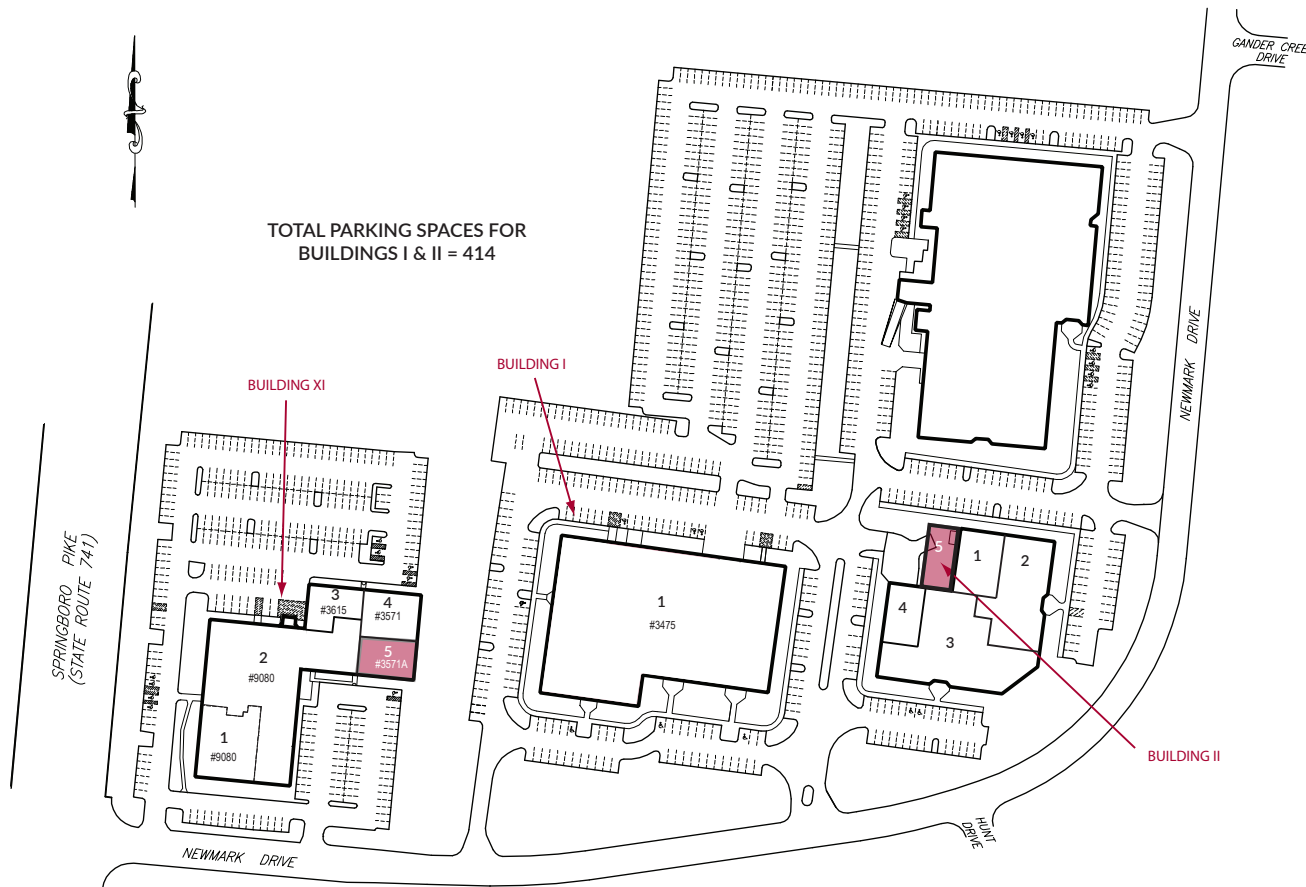 GANDER CREE
DRIVE
TOTAL PARKING SPACES FOR
BUILDINGS I & II = 414
NEWMARK DRIVE
BUILDING I
BUILDING XI
SPRINGBORO PIKE
(STATE ROUTE 741)
5
1
2
4
3
1
#3475
3
#3615
4
#3571
5
#3571A
2
#9080
1
#9080
BUILDING II
HUNT
DRIVE
NEWMARK DRIVE